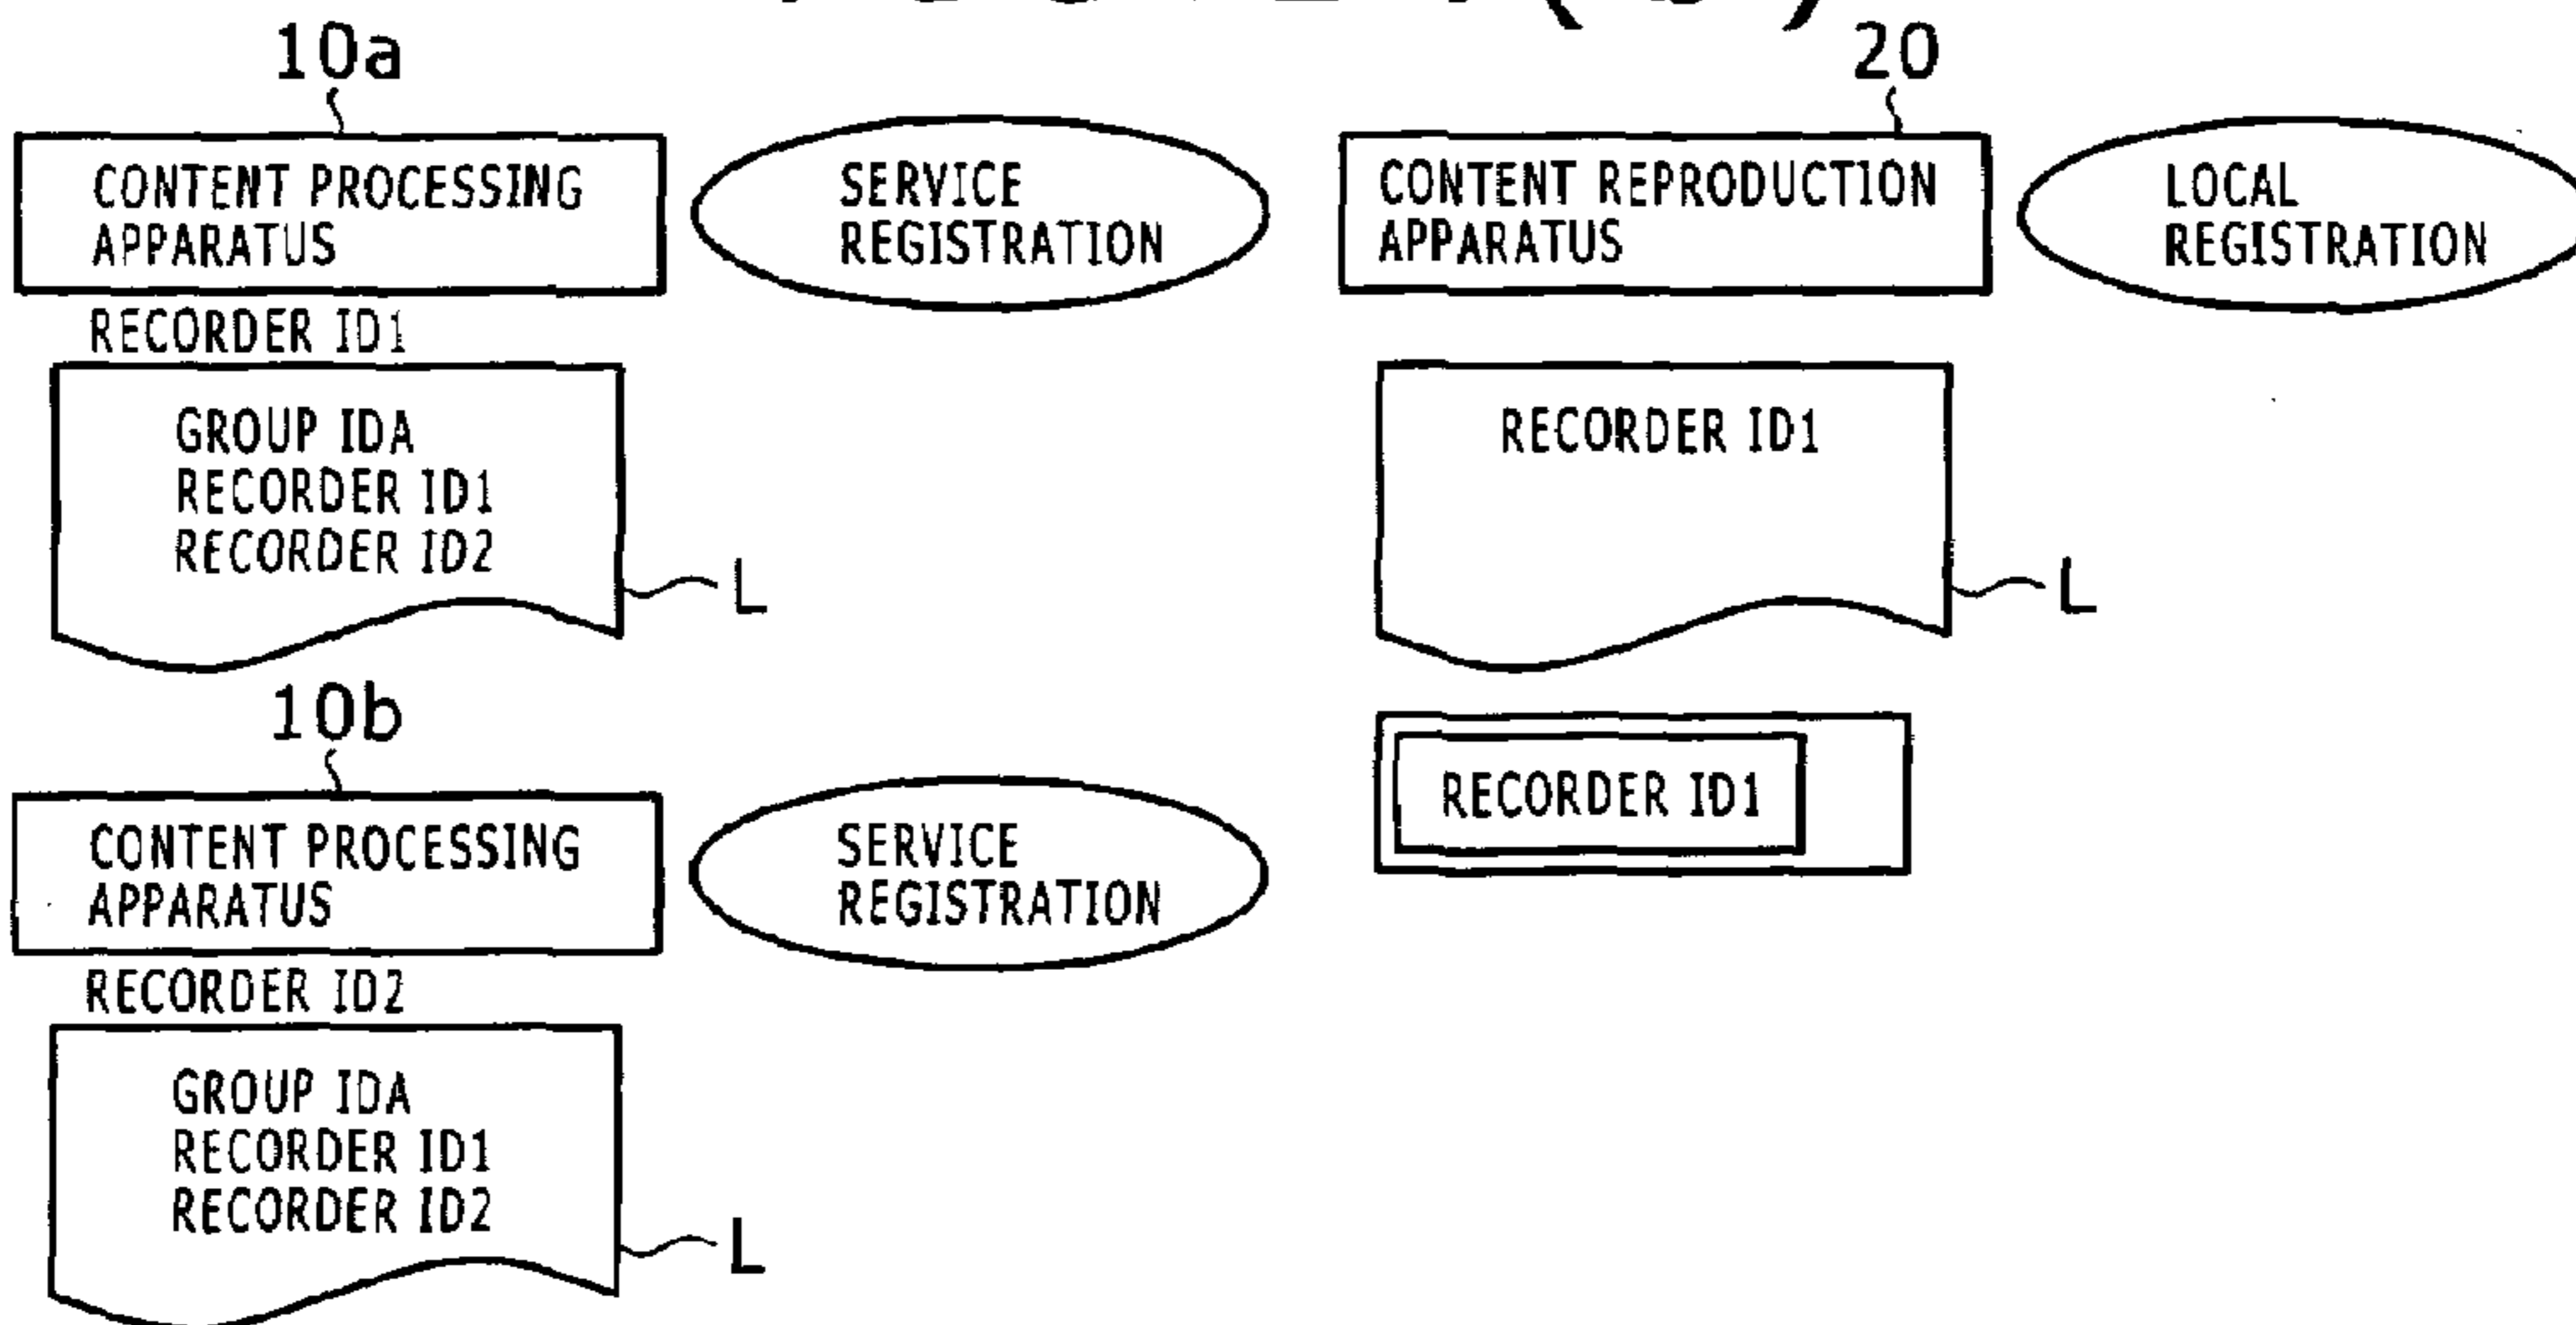 10a
CONTENT PROCESSING
APPARATUS
SERVICE
REGISTRATION
RECORDER ID1
GROUP IDA
RECORDER ID1
RECORDER ID2
L
10b
CONTENT PROCESSING
APPARATUS
SERVICE
REGISTRATION
RECORDER ID2
GROUP IDA
RECORDER ID1
RECORDER ID2
L
20
CONTENT REPRODUCTION
APPARATUS
LOCAL
REGISTRATION
RECORDER ID1
L
RECORDER ID1